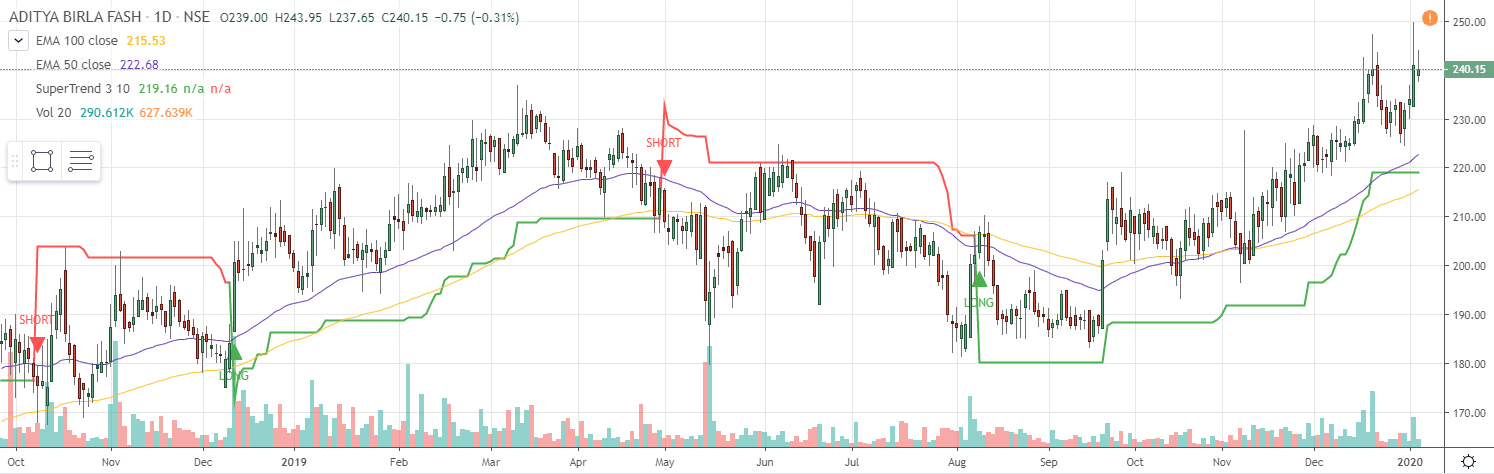 ADITYA BIRLA FASH · 1D · NSE O239.00 H243.95 L237.65 C240.15 −0.75 (−0.31%)
EMA 100 close 215.53
EMA 50 close 222.68
SuperTrend 3 10 219.16 n/a n/a
Vol 20 290.612K 627.639K
250.00
240.15
230.00
220.00
210.00
200.00
190.00
180.00
170.00
SHORT
LONG
SHORT
LONG
Oct Nov Dec 2019 Feb Mar Apr May Jun Jul Aug Sep Oct Nov Dec 2020